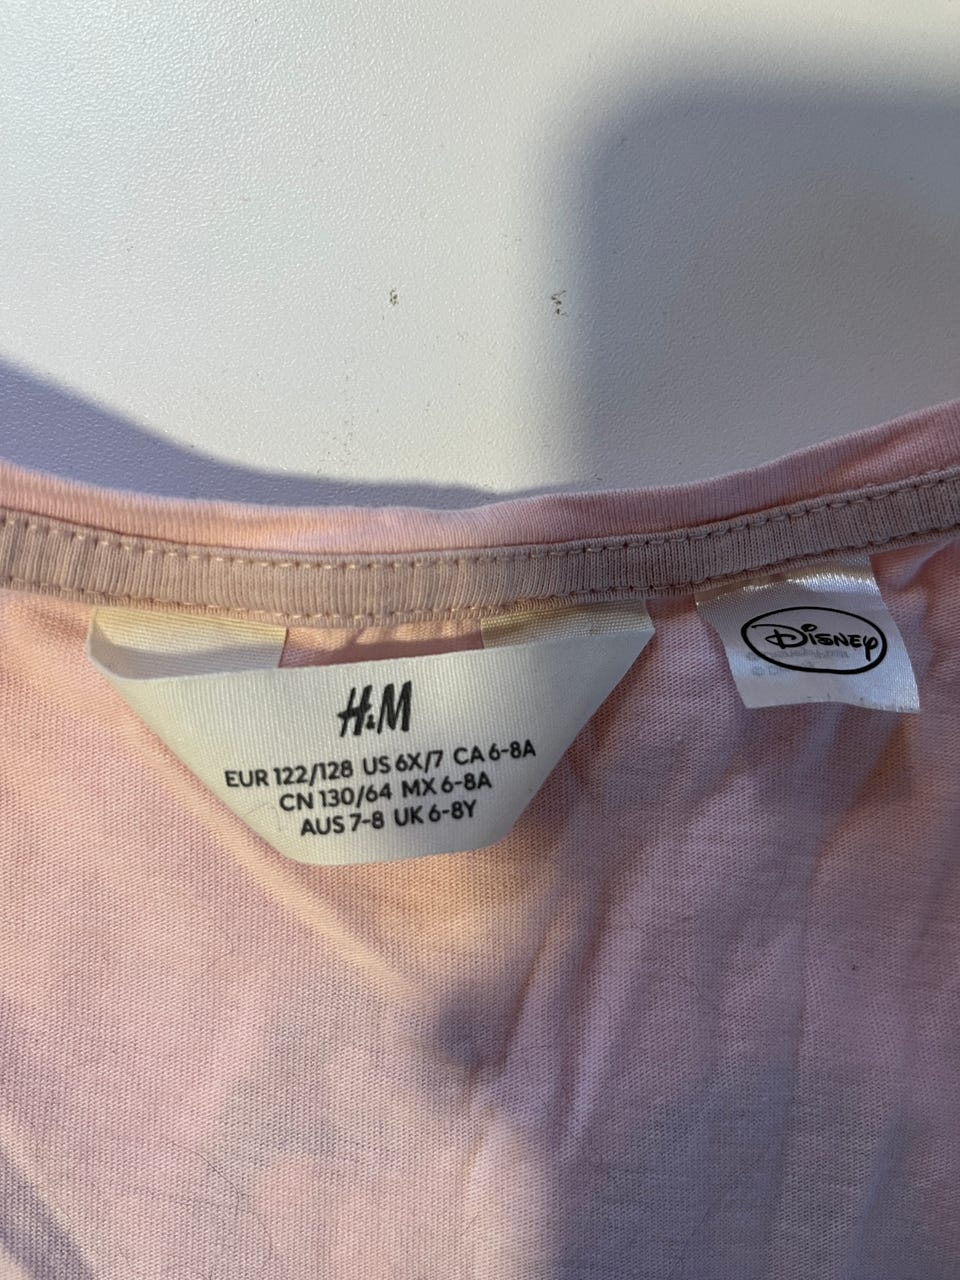 H&M
EUR 122/128 US 6X/7 CA 6-8A
CN 130/64 MX 6-8A
AUS 7-8 UK 6-8Y
Disney